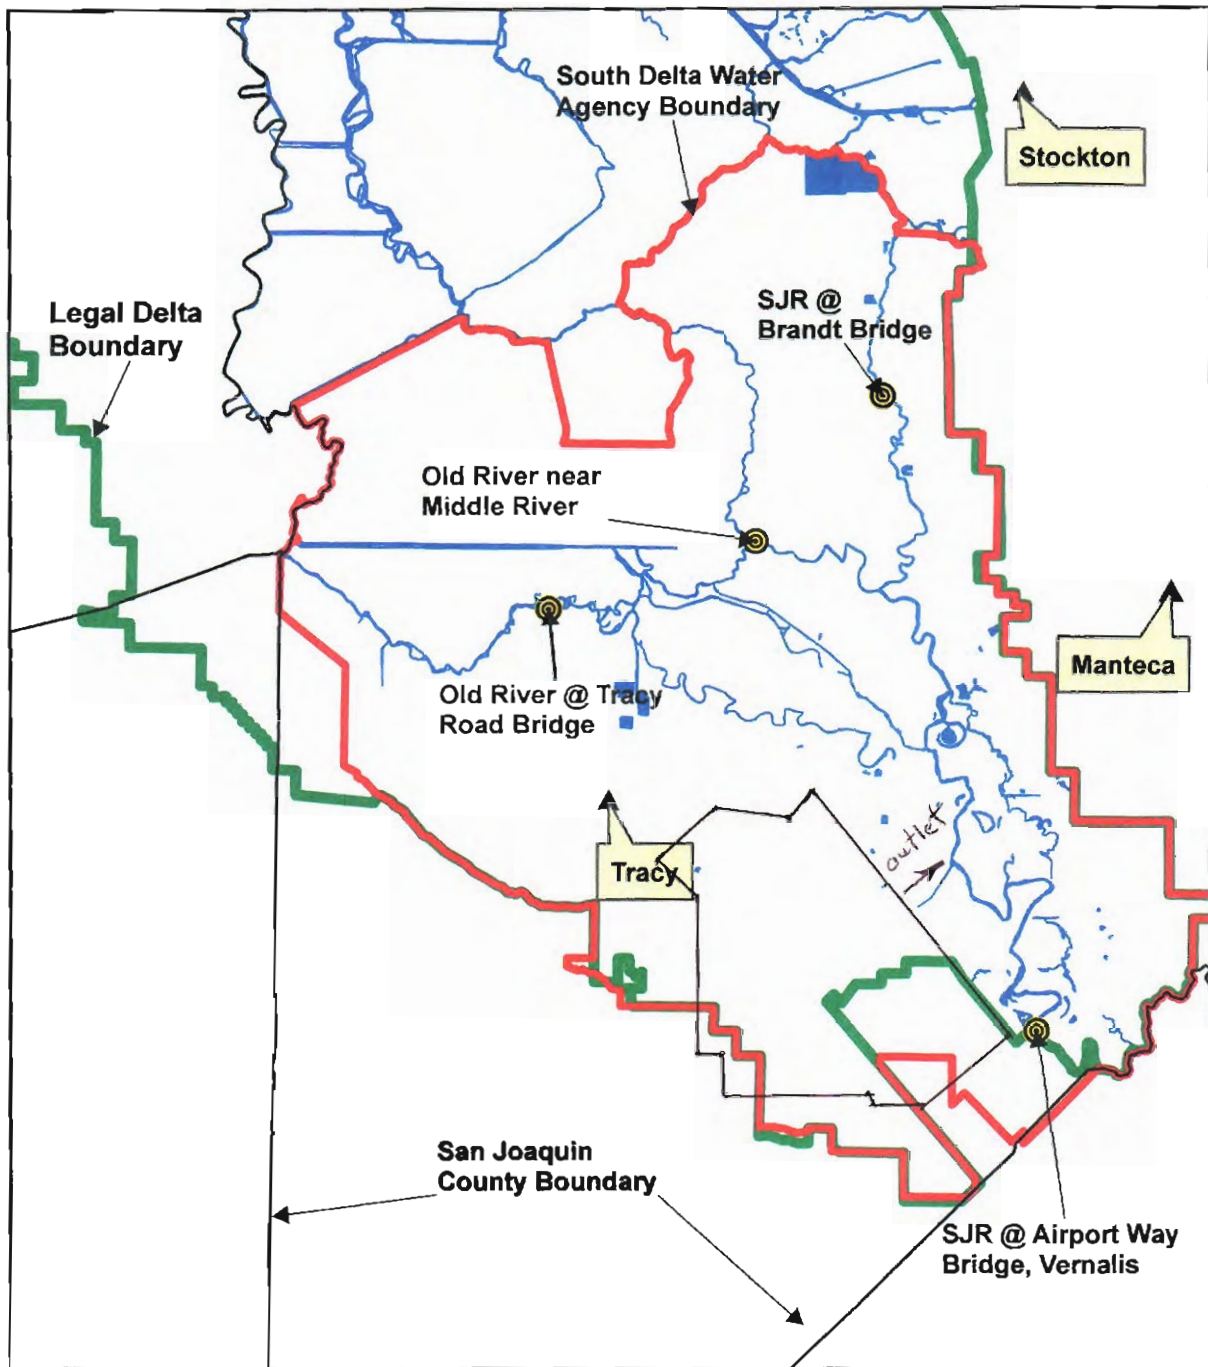 South Delta Water
Agency Boundary
Stockton
Legal Delta
Boundary
SJR @
Brandt Bridge
Old River near
Middle River
Manteca
Old River @ Tracy
Road Bridge
outlet
Tracy
San Joaquin
County Boundary
SJR @ Airport Way
Bridge, Vernalis